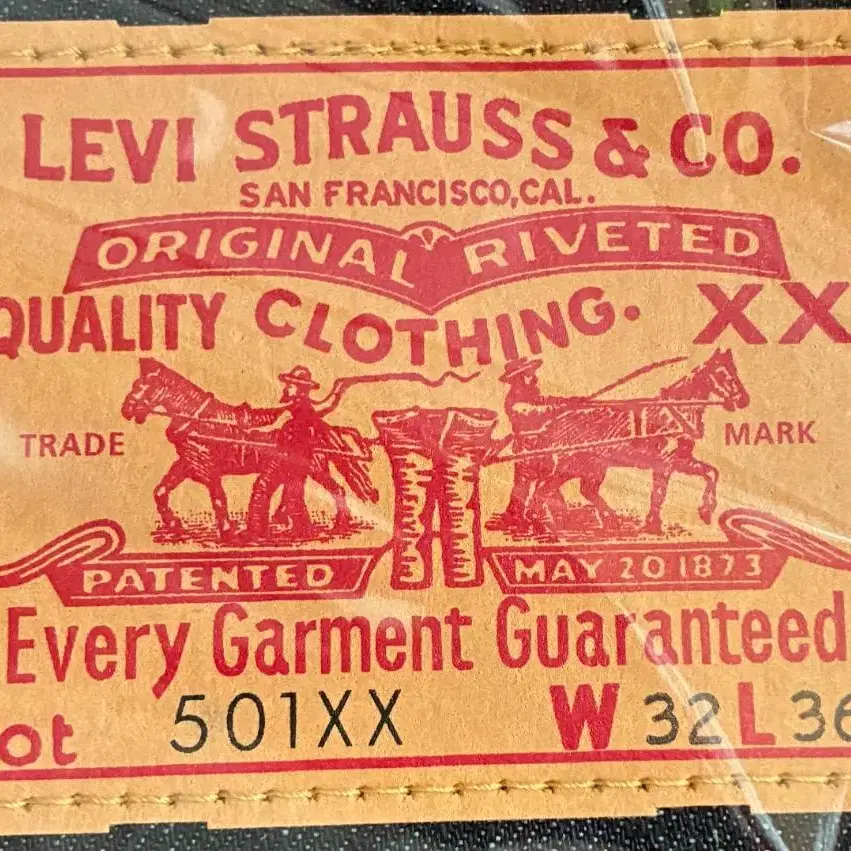 LEVI STRAUSS & CO.
SAN FRANCISCO, CAL.
ORIGINAL RIVETED
QUALITY CLOTHING. XX
TRADE MARK
PATENTED MAY 20 1873
Every Garment Guaranteed
ot 501XX W 32 L 36